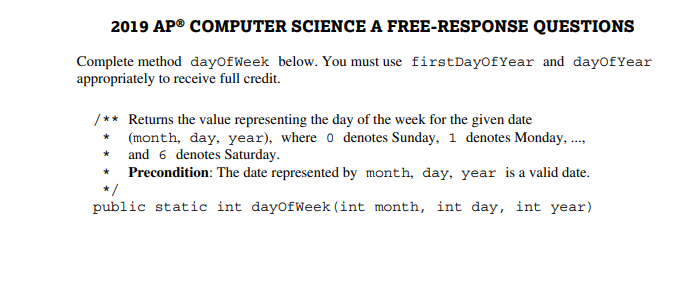 2019 AP® COMPUTER SCIENCE A FREE-RESPONSE QUESTIONS
Complete method dayOfWeek below. You must use firstDayOfYear and dayOfYear
appropriately to receive full credit.
/** Returns the value representing the day of the week for the given date
* (month, day, year), where 0 denotes Sunday, 1 denotes Monday, ...,
* and 6 denotes Saturday.
* Precondition: The date represented by month, day, year is a valid date.
*/
public static int dayOfWeek(int month, int day, int year)